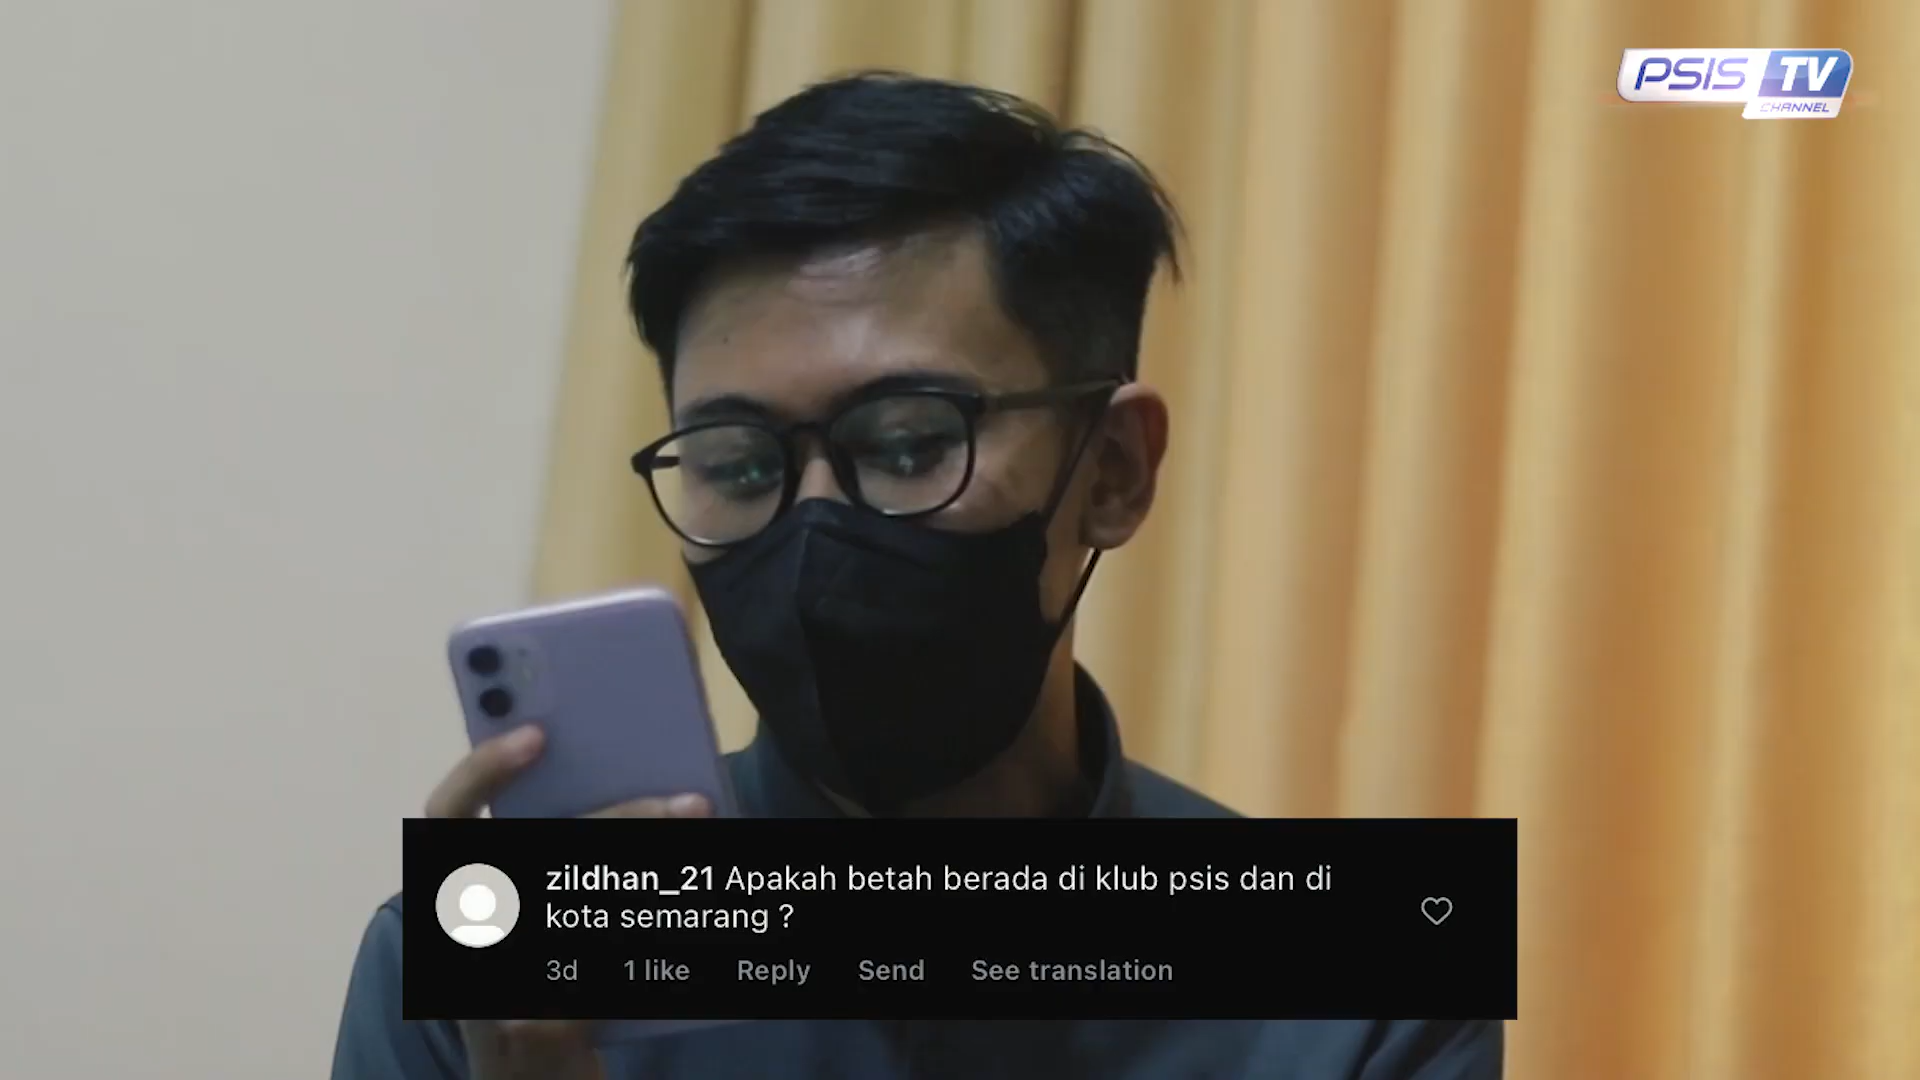 PSIS TV
CHANNEL
zildhan_21 Apakah betah berada di klub psis dan di
kota semarang ?
3d 1 like Reply Send See translation